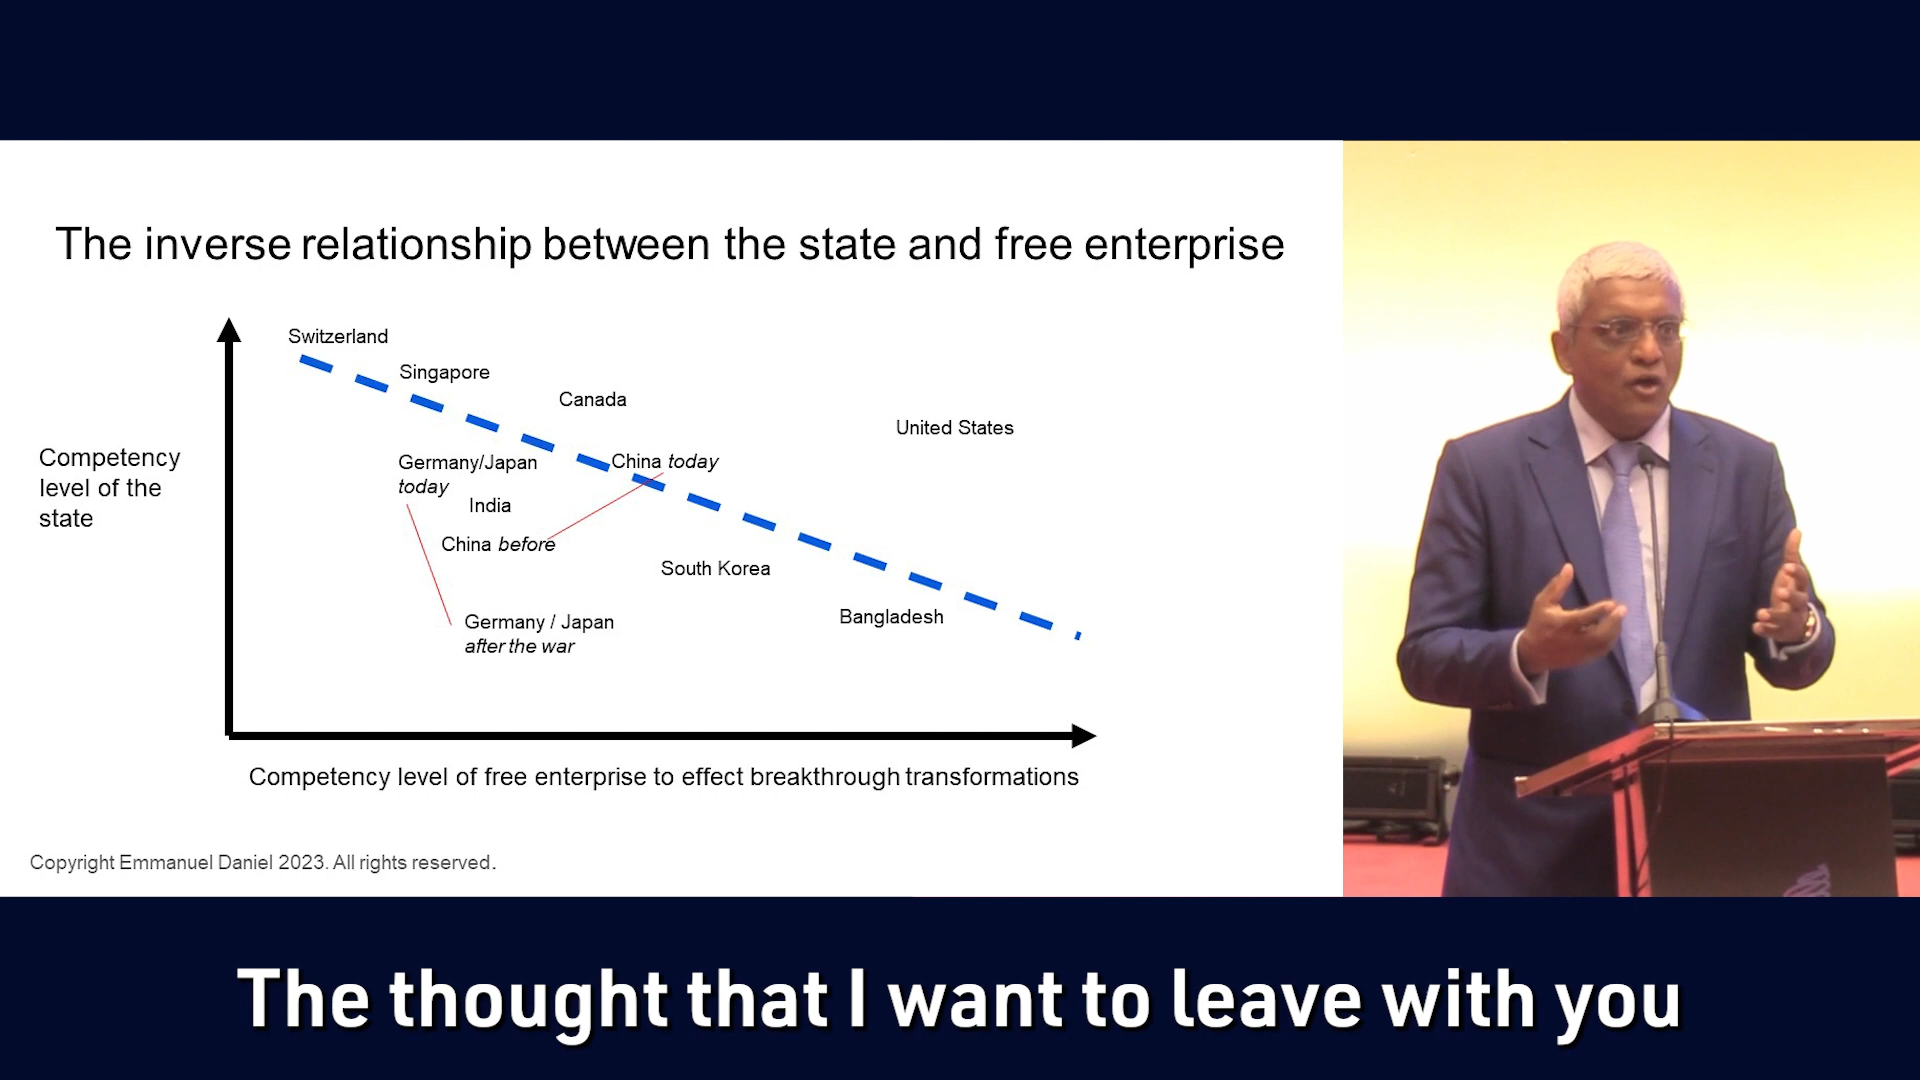 The inverse relationship between the state and free enterprise
Switzerland
Singapore
Canada
United States
Competency
level of the
state
Germany/Japan
today
China today
India
China before
South Korea
Germany / Japan
after the war
Bangladesh
Competency level of free enterprise to effect breakthrough transformations
Copyright Emmanuel Daniel 2023. All rights reserved.
The thought that I want to leave with you